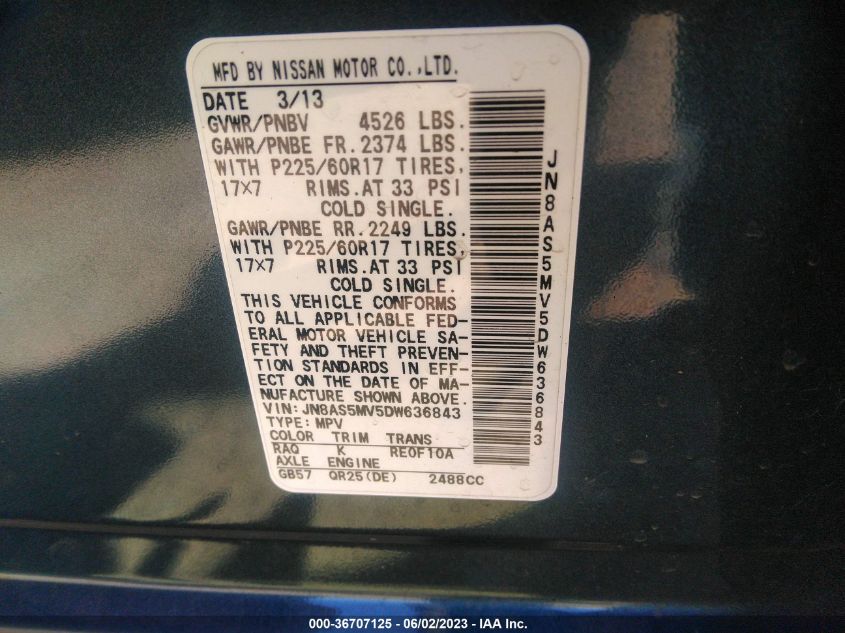 MFD BY NISSAN MOTOR CO.,LTD.
DATE 3/13
GVWR/PNBV 4526 LBS.
GAWR/PNBE FR.2374 LBS.
WITH P225/60R17 TIRES,
17X7 RIMS.AT 33 PSI
COLD SINGLE.
GAWR/PNBE RR.2249 LBS.
WITH P225/60R17 TIRES,
17X7 RIMS.AT 33 PSI
COLD SINGLE.
THIS VEHICLE CONFORMS
TO ALL APPLICABLE FED-
ERAL MOTOR VEHICLE SA-
FETY AND THEFT PREVEN-
TION STANDARDS IN EFF-
ECT ON THE DATE OF MA-
NUFACTURE SHOWN ABOVE.
VIN: JN8AS5MV5DW636843
TYPE: MPV
COLOR TRIM TRANS
RAQ K RE0F10A
AXLE ENGINE
GB57 QR25(DE) 2488CC
JN8AS5MV5DW636843
000-36707125 - 06/02/2023 - IAA Inc.